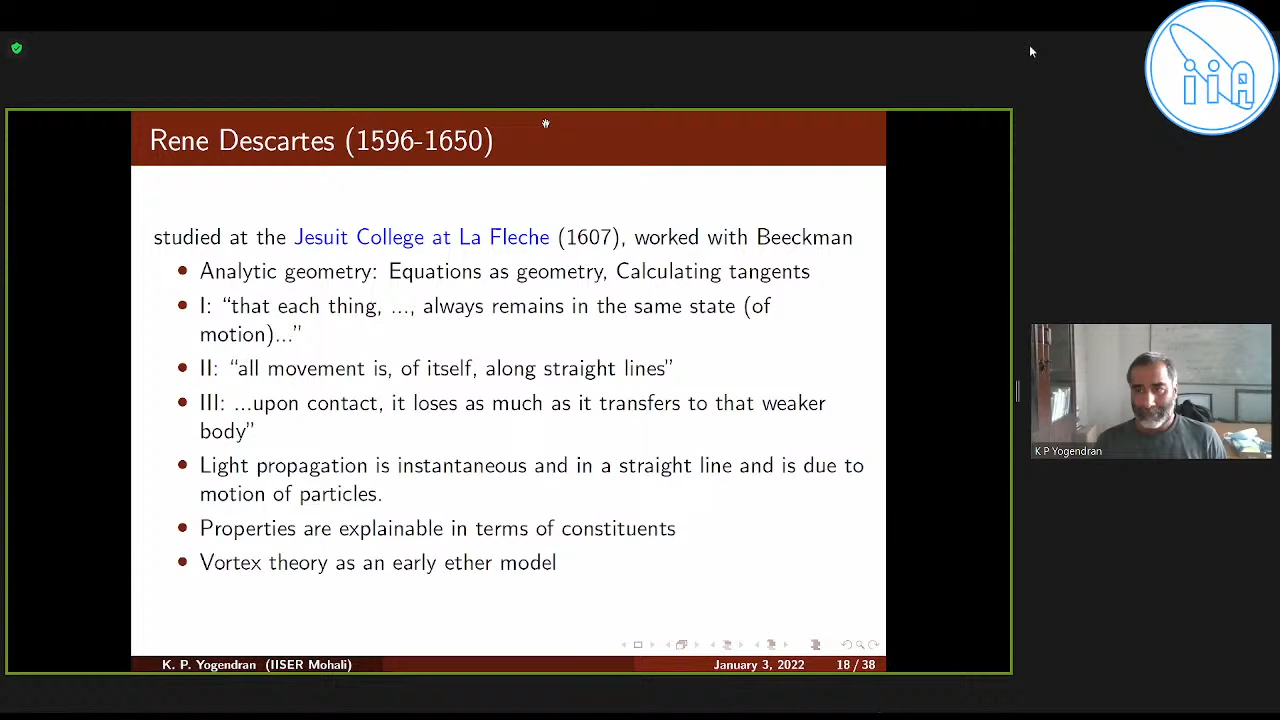 iiA
Rene Descartes (1596-1650)
studied at the Jesuit College at La Fleche (1607), worked with Beeckman
• Analytic geometry: Equations as geometry, Calculating tangents
• I: “that each thing, ..., always remains in the same state (of
motion)...”
• II: “all movement is, of itself, along straight lines”
• III: ...upon contact, it loses as much as it transfers to that weaker
body”
• Light propagation is instantaneous and in a straight line and is due to
motion of particles.
• Properties are explainable in terms of constituents
• Vortex theory as an early ether model
K. P. Yogendran (IISER Mohali)
January 3, 2022
18 / 38
K P Yogendran